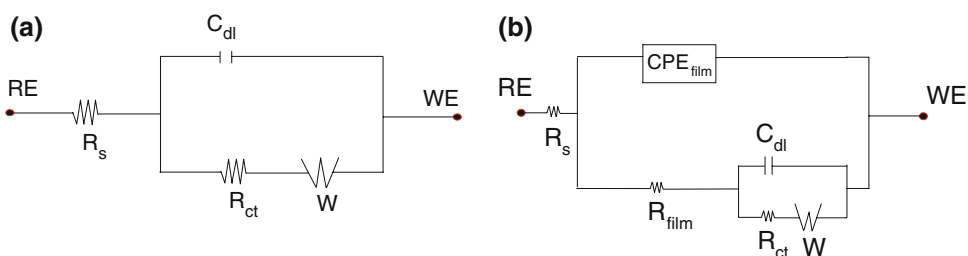 (a)
C_dl
RE
R_s
WE
R_ct
W
(b)
CPE_film
RE
R_s
WE
C_dl
R_film
R_ct
W